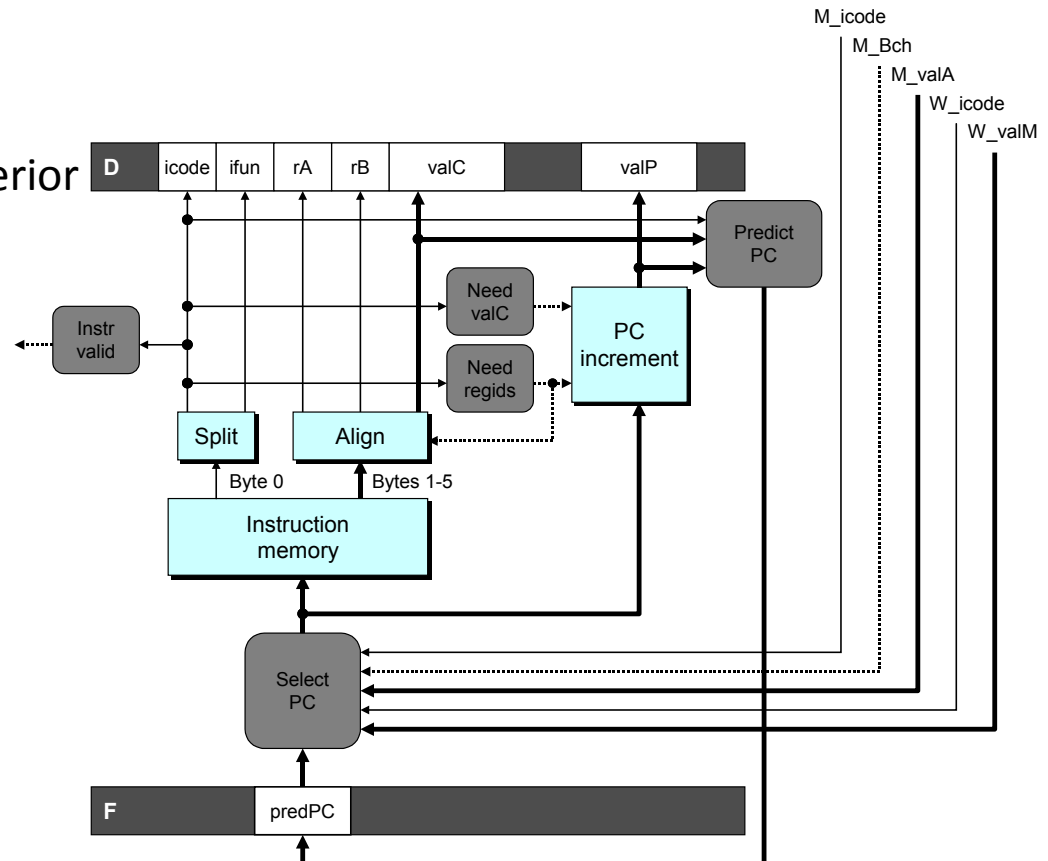 M_icode
M_Bch
M_valA
W_icode
W_valM
erior
D icode ifun rA rB valC valP
Predict
PC
Need
valC
Instr
valid
PC
increment
Need
regids
Split
Align
Byte 0
Bytes 1-5
Instruction
memory
Select
PC
F predPC